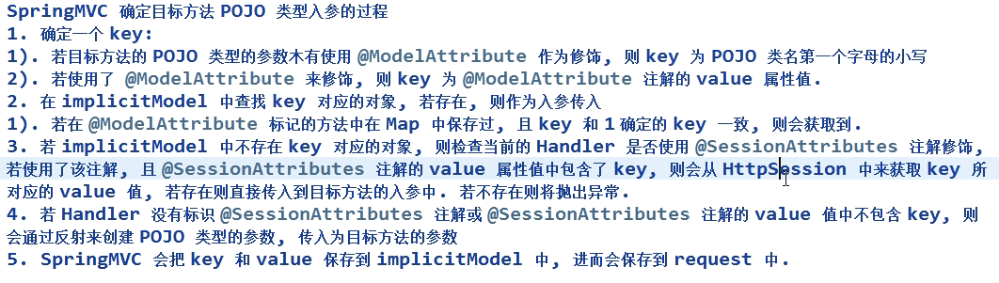 SpringMVC 确定目标方法 POJO 类型入参的过程
1. 确定一个 key:
1). 若目标方法的 POJO 类型的参数木有使用 @ModelAttribute 作为修饰, 则 key 为 POJO 类名第一个字母的小写
2). 若使用了 @ModelAttribute 来修饰, 则 key 为 @ModelAttribute 注解的 value 属性值.
2. 在 implicitModel 中查找 key 对应的对象, 若存在, 则作为入参传入
1). 若在 @ModelAttribute 标记的方法中在 Map 中保存过, 且 key 和 1 确定的 key 一致, 则会获取到.
3. 若 implicitModel 中不存在 key 对应的对象, 则检查当前的 Handler 是否使用 @SessionAttributes 注解修饰,
若使用了该注解, 且 @SessionAttributes 注解的 value 属性值中包含了 key, 则会从 HttpSession 中来获取 key 所
对应的 value 值, 若存在则直接传入到目标方法的入参中. 若不存在则将抛出异常.
4. 若 Handler 没有标识 @SessionAttributes 注解或 @SessionAttributes 注解的 value 值中不包含 key, 则
会通过反射来创建 POJO 类型的参数, 传入为目标方法的参数
5. SpringMVC 会把 key 和 value 保存到 implicitModel 中, 进而会保存到 request 中.